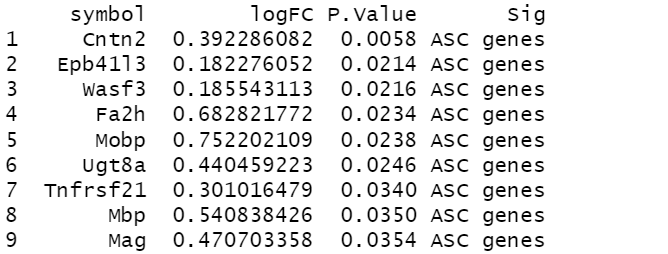 symbol logFC P.Value Sig
1 Cntn2 0.392286082 0.0058 ASC genes
2 Epb41l3 0.182276052 0.0214 ASC genes
3 Wasf3 0.185543113 0.0216 ASC genes
4 Fa2h 0.682821772 0.0234 ASC genes
5 Mobp 0.752202109 0.0238 ASC genes
6 Ugt8a 0.440459223 0.0246 ASC genes
7 Tnfrsf21 0.301016479 0.0340 ASC genes
8 Mbp 0.540838426 0.0350 ASC genes
9 Mag 0.470703358 0.0354 ASC genes